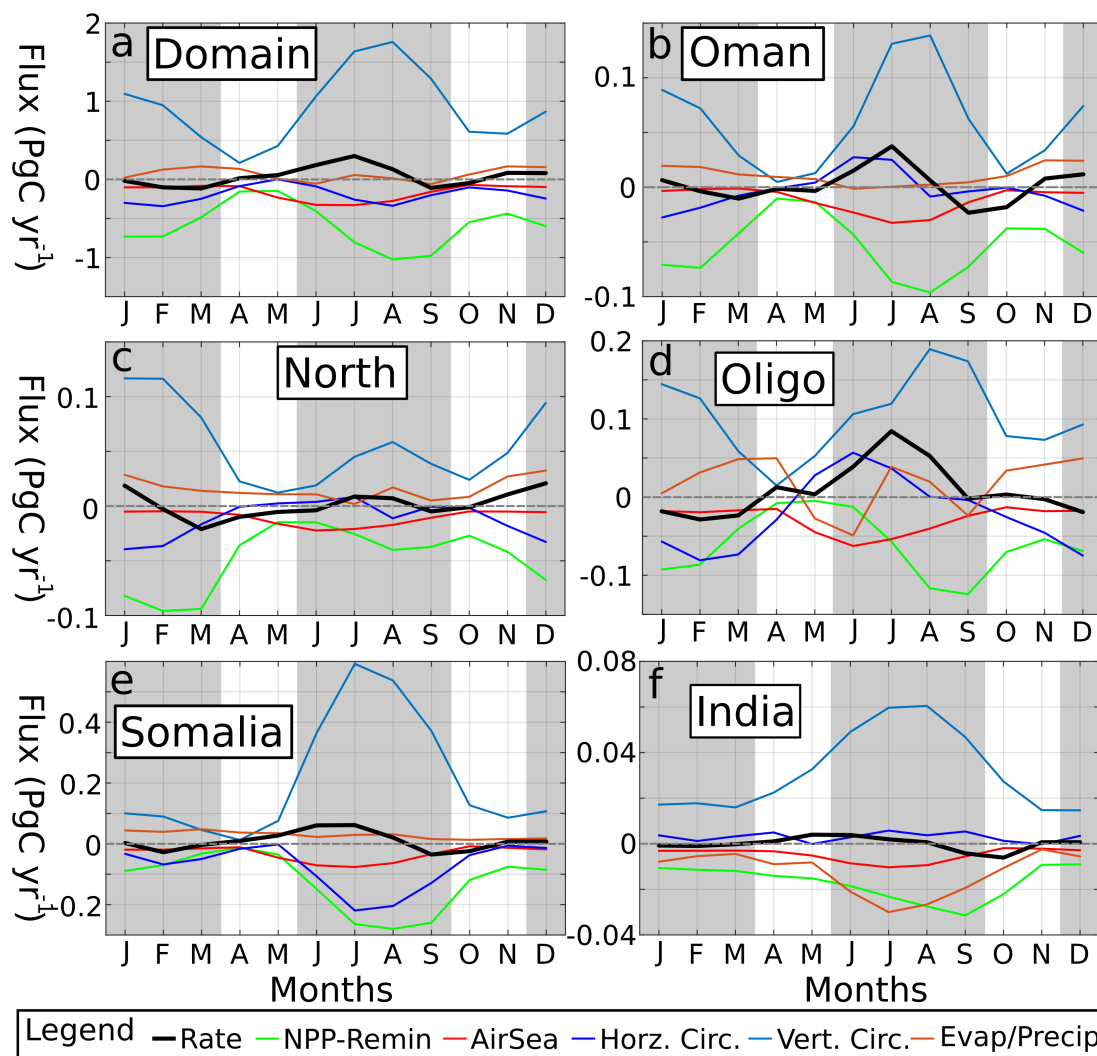 a Domain
Flux (PgC yr-1)
2
1
0
-1
J F M A M J J A S O N D
b Oman
0.1
0
-0.1
J F M A M J J A S O N D
c North
Flux (PgC yr-1)
0.1
0
-0.1
J F M A M J J A S O N D
d Oligo
0.2
0.1
0
-0.1
J F M A M J J A S O N D
e Somalia
Flux (PgC yr-1)
0.4
0.2
0
-0.2
J F M A M J J A S O N D
Months
f India
0.08
0.04
0
-0.04
J F M A M J J A S O N D
Months
Legend Rate NPP-Remin AirSea Horz. Circ. Vert. Circ. Evap/Precip